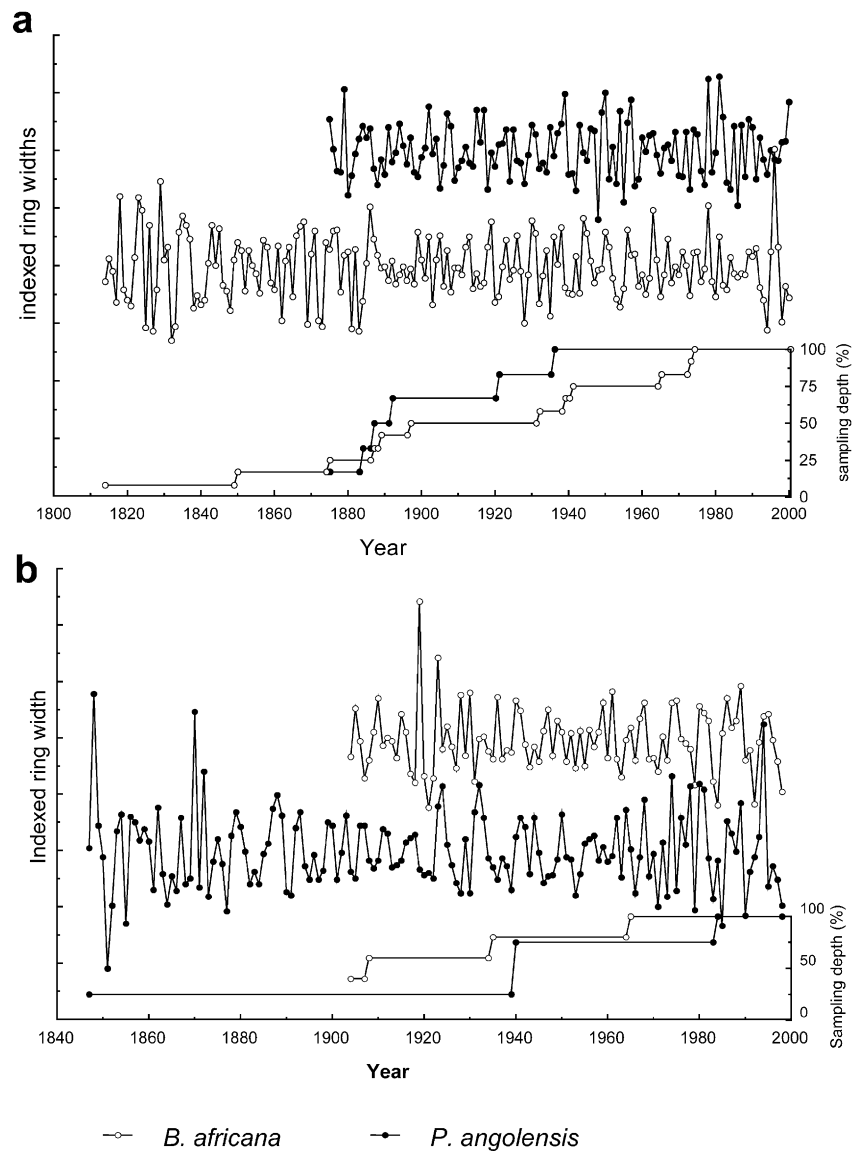 a
indexed ring widths
100
75
50
25
0
sampling depth (%)
1800 1820 1840 1860 1880 1900 1920 1940 1960 1980 2000
Year
b
Indexed ring width
100
50
0
Sampling depth (%)
1840 1860 1880 1900 1920 1940 1960 1980 2000
Year
B. africana P. angolensis